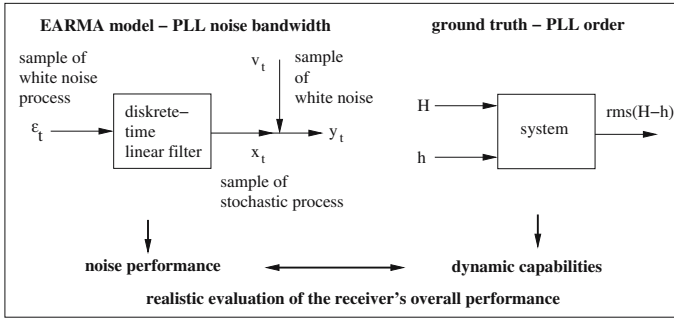 EARMA model – PLL noise bandwidth
ground truth – PLL order
sample of
white noise
process
ε_t
diskrete–
time
linear filter
v_t
sample
of
white noise
x_t
y_t
sample of
stochastic process
H
h
system
rms(H–h)
noise performance
dynamic capabilities
realistic evaluation of the receiver's overall performance